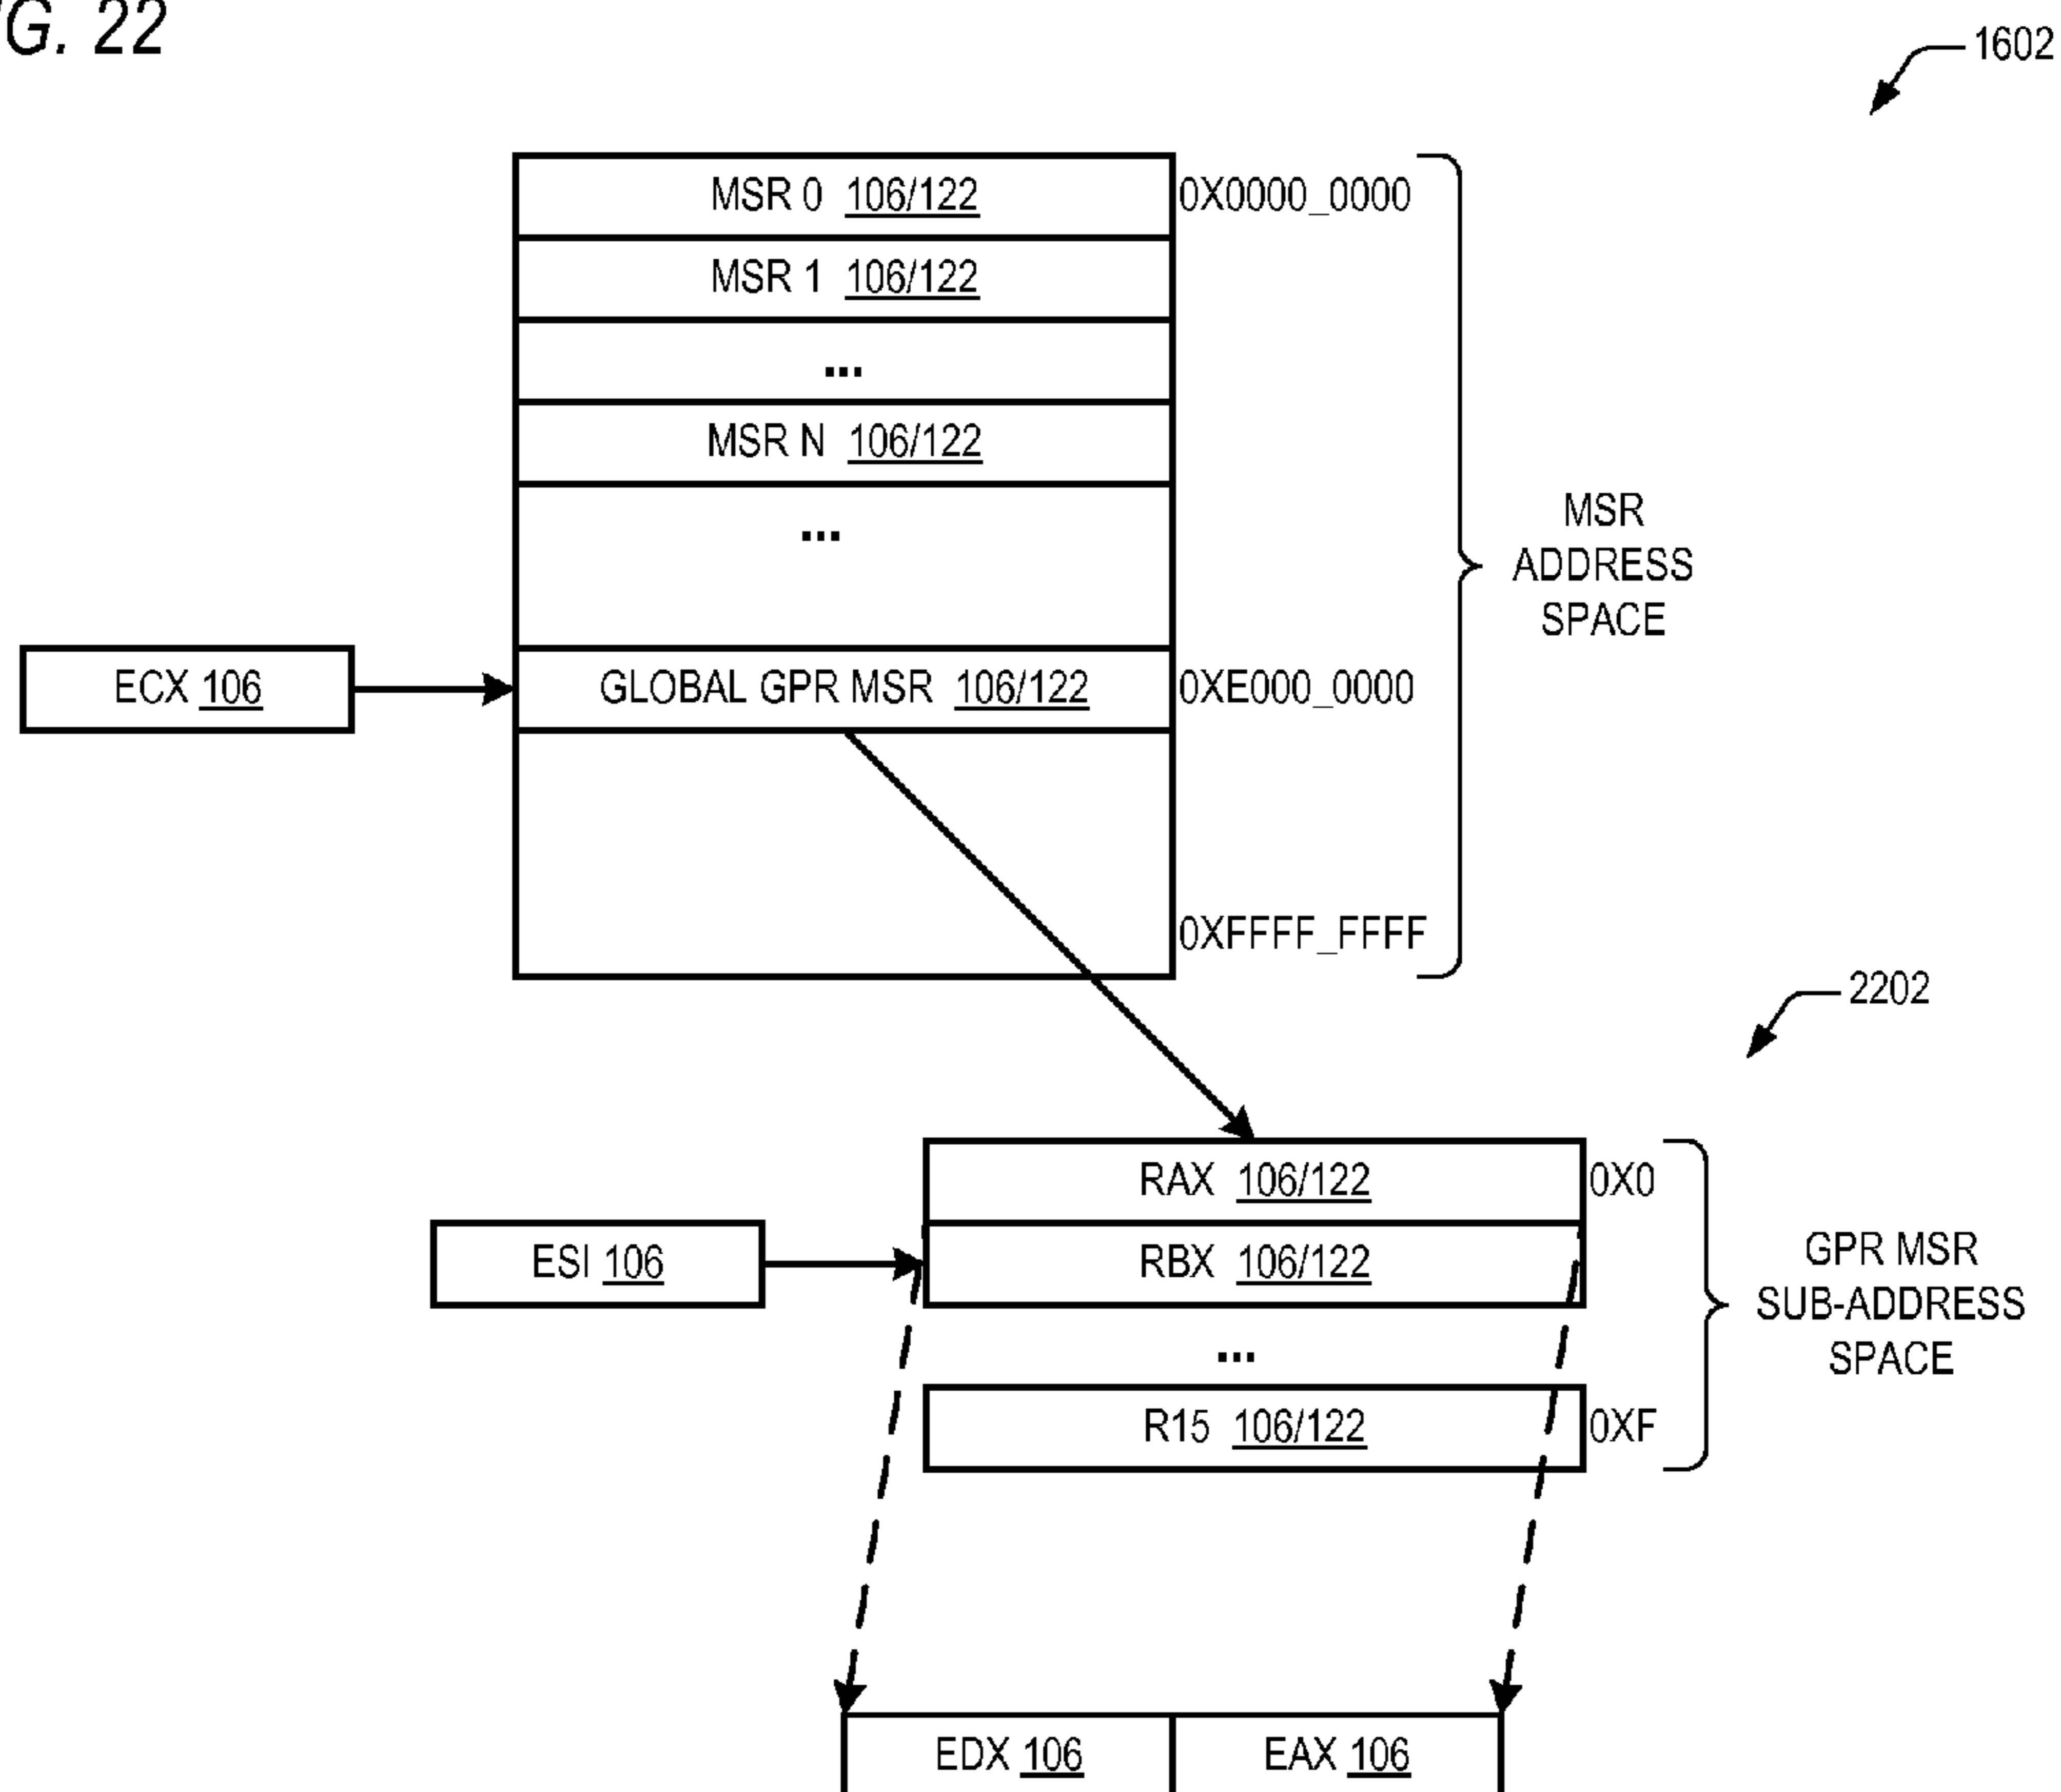 G. 22
1602
MSR 0 106/122 0X0000_0000
MSR 1 106/122
...
MSR N 106/122
...
MSR
ADDRESS
SPACE
ECX 106
GLOBAL GPR MSR 106/122 0XE000_0000
0XFFFF_FFFF
2202
RAX 106/122 0X0
ESI 106
RBX 106/122
...
R15 106/122 0XF
GPR MSR
SUB-ADDRESS
SPACE
EDX 106 EAX 106